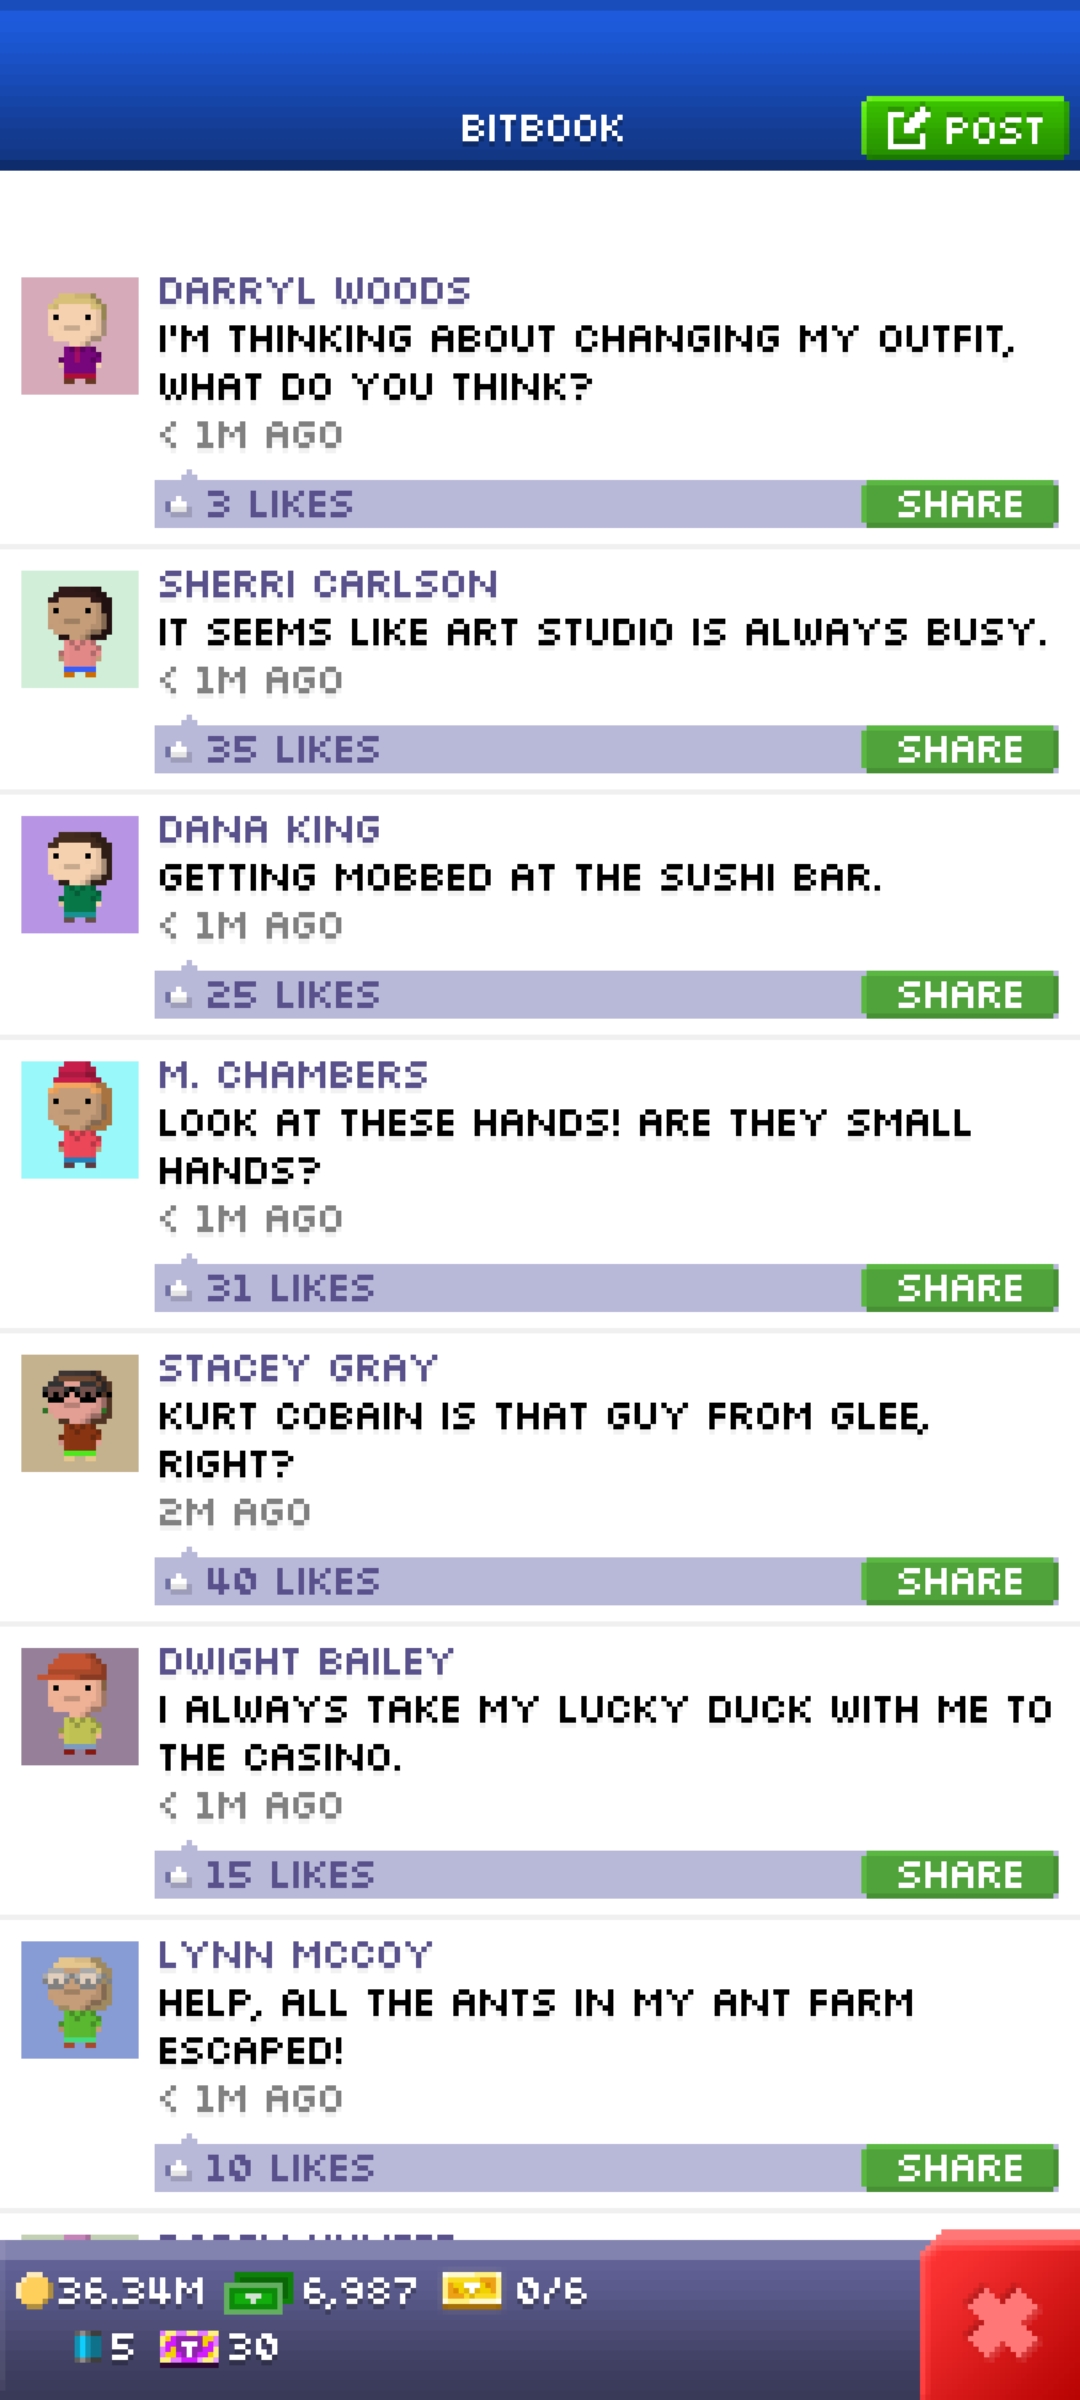 BITBOOK
POST
DARRYL WOODS
I'M THINKING ABOUT CHANGING MY OUTFIT,
WHAT DO YOU THINK?
< 1M AGO
3 LIKES
SHARE
SHERRI CARLSON
IT SEEMS LIKE ART STUDIO IS ALWAYS BUSY.
< 1M AGO
35 LIKES
SHARE
DANA KING
GETTING MOBBED AT THE SUSHI BAR.
< 1M AGO
25 LIKES
SHARE
M. CHAMBERS
LOOK AT THESE HANDS! ARE THEY SMALL
HANDS?
< 1M AGO
31 LIKES
SHARE
STACEY GRAY
KURT COBAIN IS THAT GUY FROM GLEE,
RIGHT?
2M AGO
40 LIKES
SHARE
DWIGHT BAILEY
I ALWAYS TAKE MY LUCKY DUCK WITH ME TO
THE CASINO.
< 1M AGO
15 LIKES
SHARE
LYNN MCCOY
HELP, ALL THE ANTS IN MY ANT FARM
ESCAPED!
< 1M AGO
10 LIKES
SHARE
36.34M 6,987 0/6
5 T 30